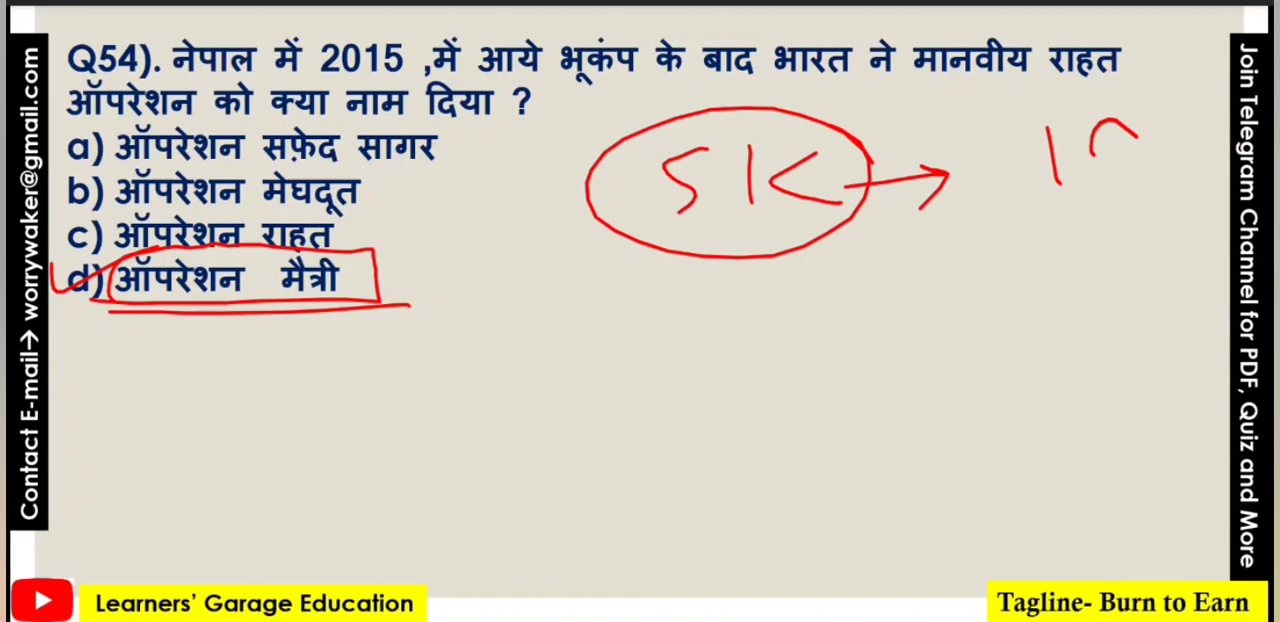 Q54). नेपाल में 2015 ,में आये भूकंप के बाद भारत ने मानवीय राहत
ऑपरेशन को क्या नाम दिया ?
a) ऑपरेशन सफ़ेद सागर
b) ऑपरेशन मेघदूत
c) ऑपरेशन राहत
d) ऑपरेशन मैत्री
5K
Contact E-mail→ worrywaker@gmail.com
Join Telegram Channel for PDF, Quiz and More
Learners’ Garage Education
Tagline- Burn to Earn